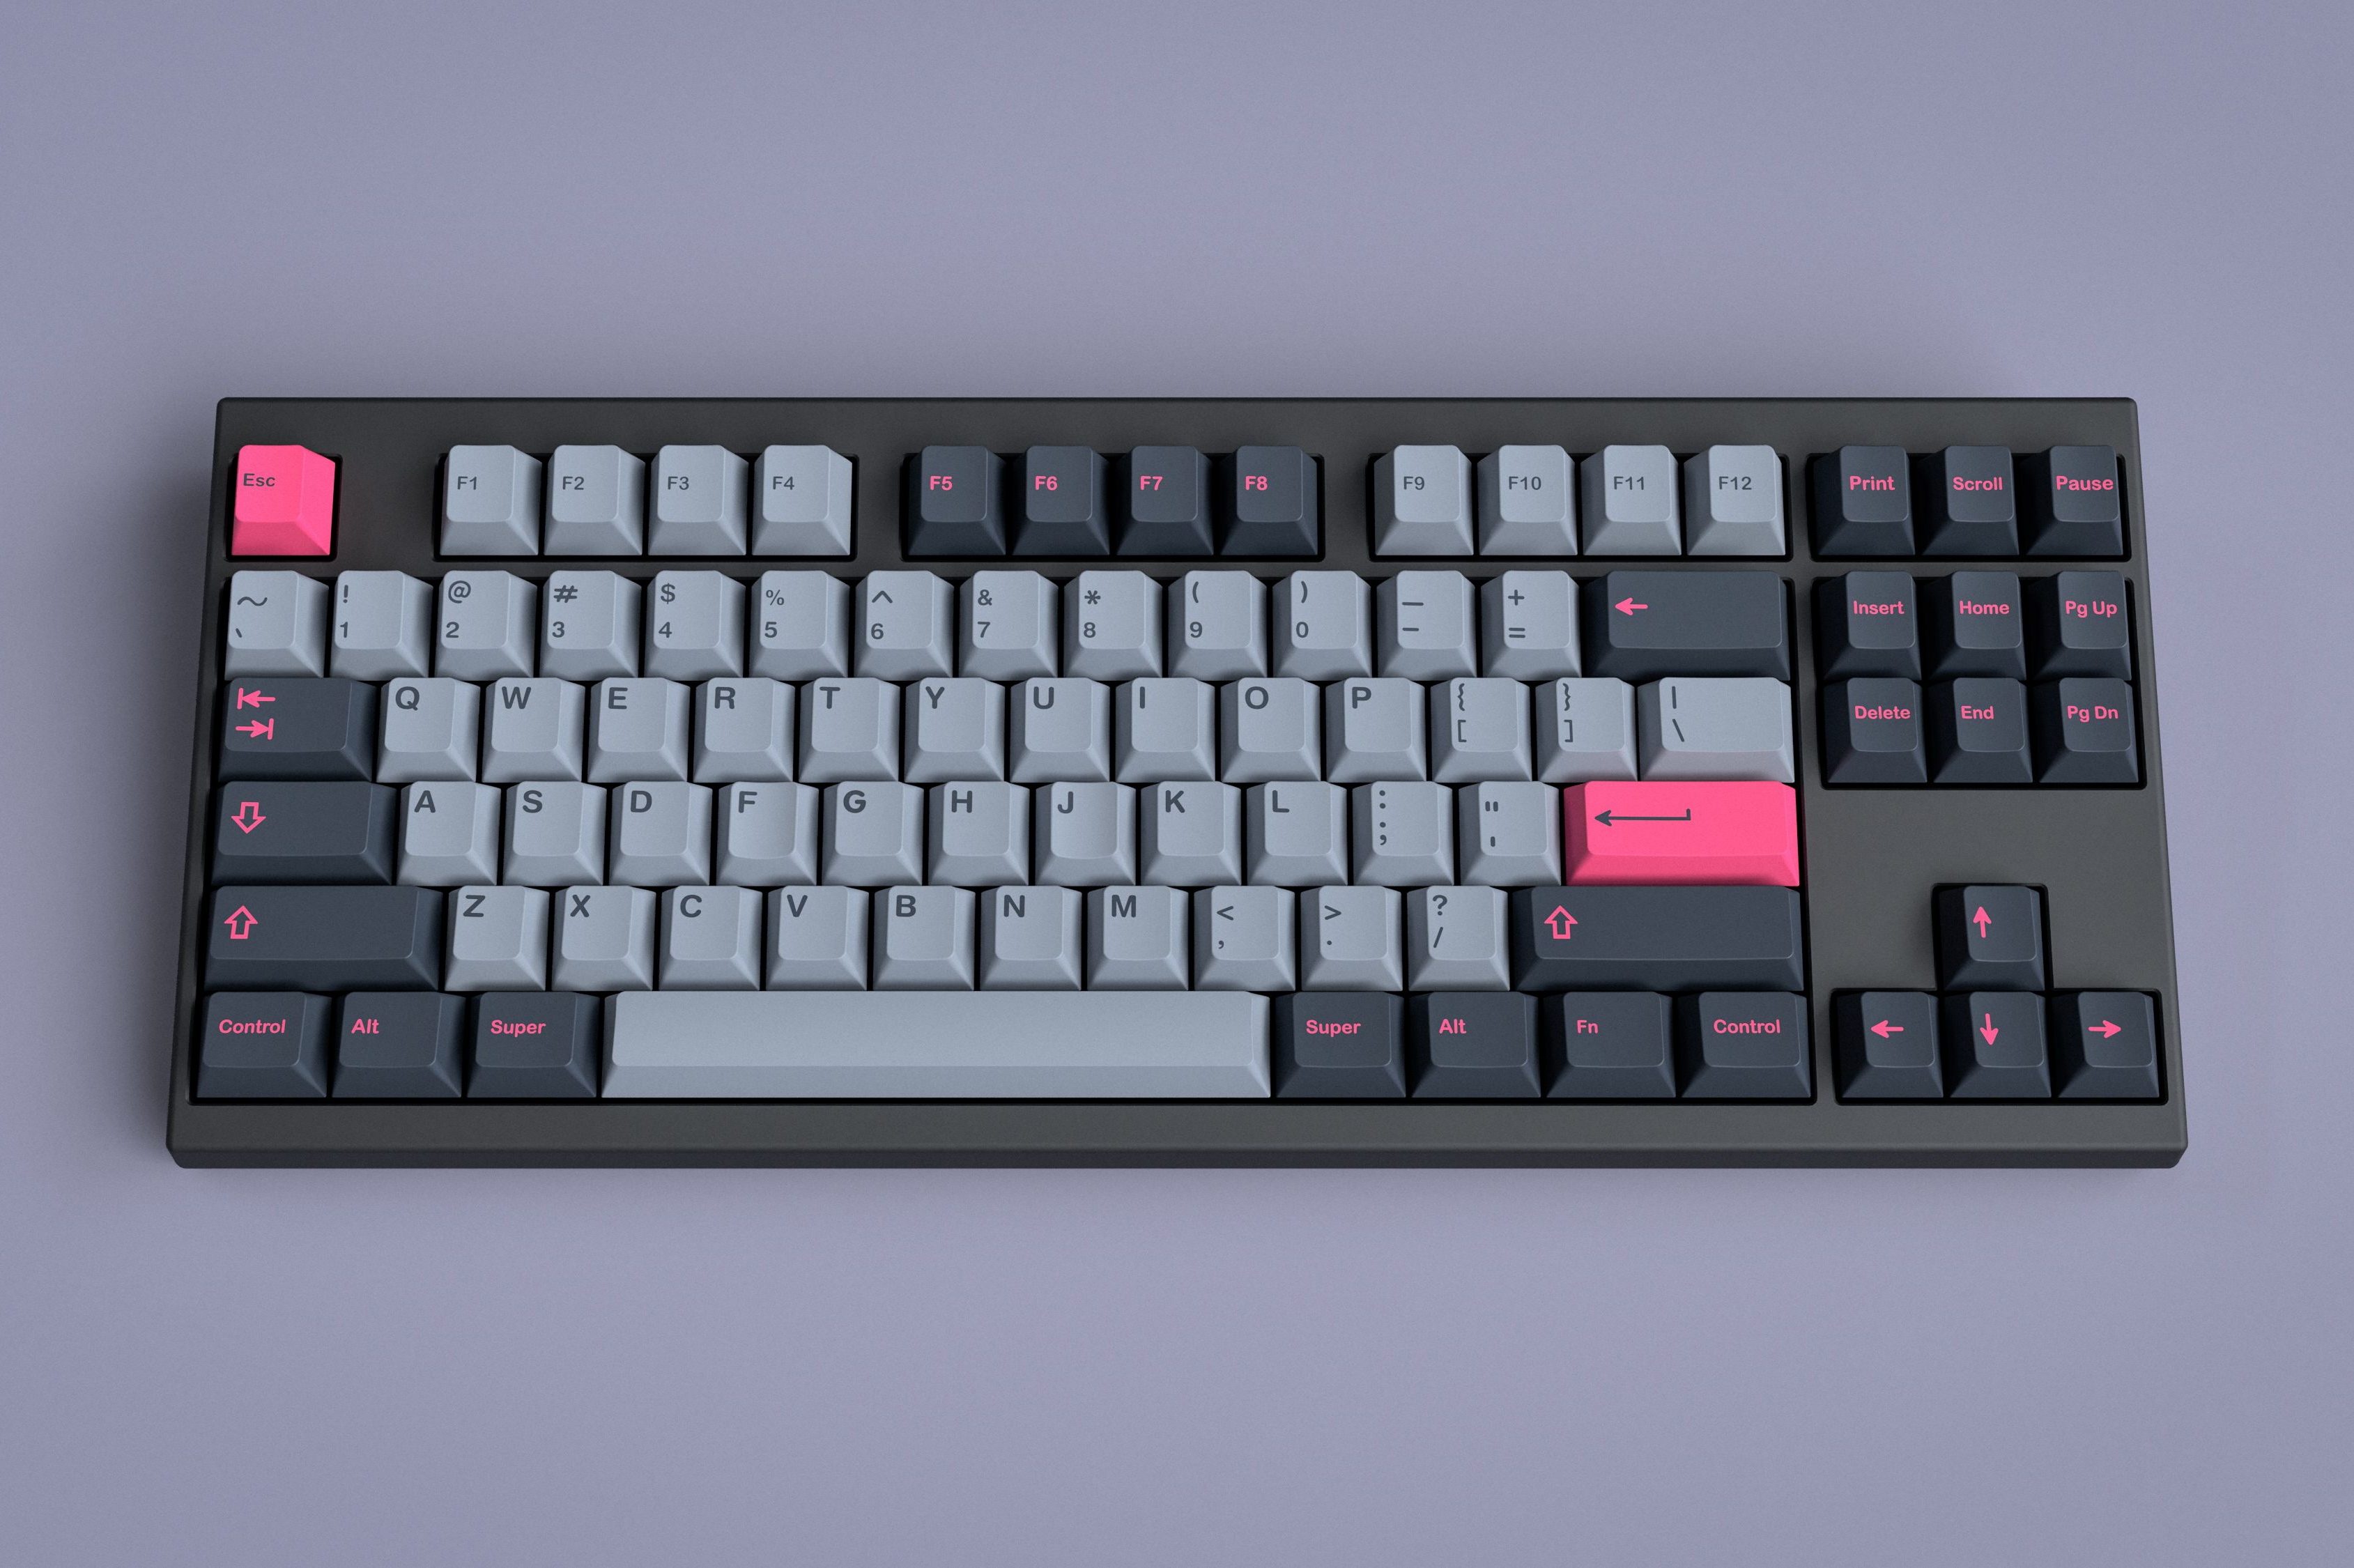 Esc F1 F2 F3 F4 F5 F6 F7 F8 F9 F10 F11 F12 Print Scroll Pause
~ ! @ # $ % ^ & * ( ) _ + ←
` 1 2 3 4 5 6 7 8 9 0 - = Insert Home Pg Up
⇤ Q W E R T Y U I O P { } |
⇥ [ ] \ Delete End Pg Dn
⇩ A S D F G H J K L : " ↵
; '
⇧ Z X C V B N M < > ? ⇧ ↑
, . /
Control Alt Super Super Alt Fn Control ← ↓ →